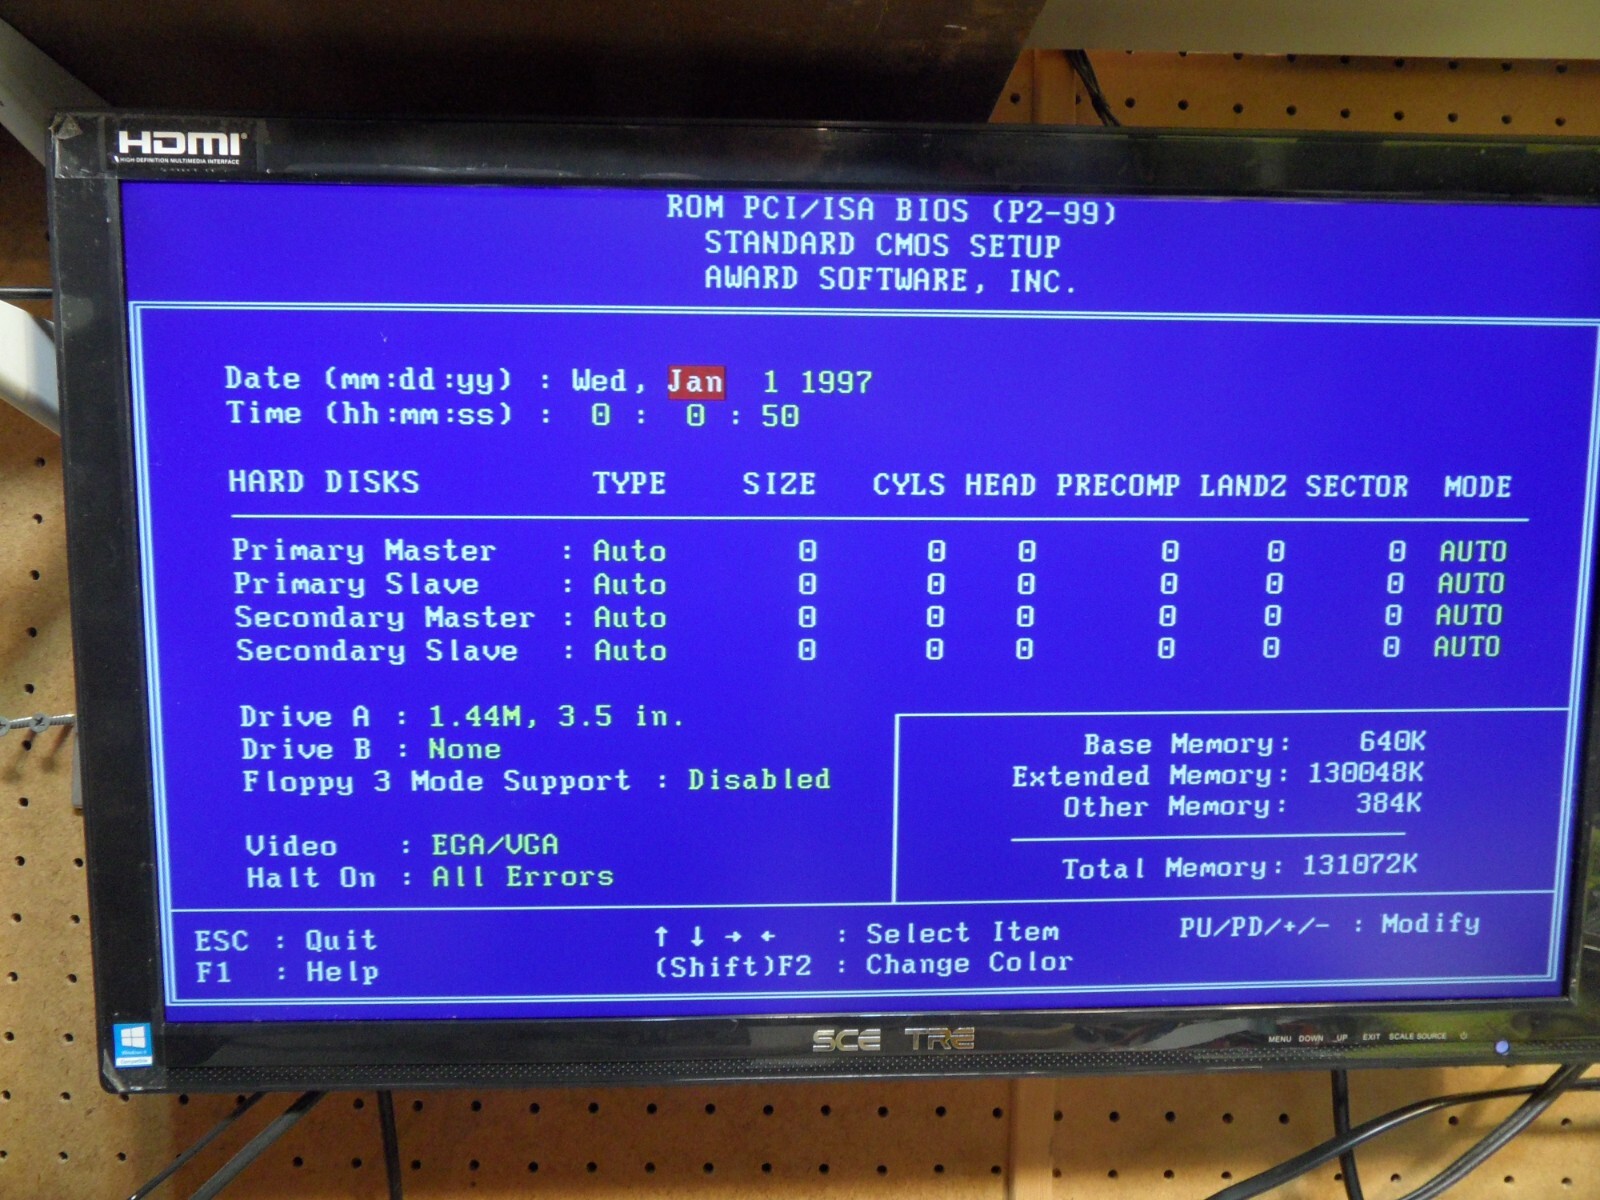 HDMI
HIGH-DEFINITION MULTIMEDIA INTERFACE
ROM PCI/ISA BIOS (P2-99)
STANDARD CMOS SETUP
AWARD SOFTWARE, INC.
Date (mm:dd:yy) : Wed, Jan 1 1997
Time (hh:mm:ss) : 0 : 0 : 50
HARD DISKS TYPE SIZE CYLS HEAD PRECOMP LANDZ SECTOR MODE
Primary Master : Auto 0 0 0 0 0 0 AUTO
Primary Slave : Auto 0 0 0 0 0 0 AUTO
Secondary Master : Auto 0 0 0 0 0 0 AUTO
Secondary Slave : Auto 0 0 0 0 0 0 AUTO
Drive A : 1.44M, 3.5 in.
Drive B : None
Floppy 3 Mode Support : Disabled
Video : EGA/VGA
Halt On : All Errors
Base Memory: 640K
Extended Memory: 130048K
Other Memory: 384K
Total Memory: 131072K
ESC : Quit ↑ ↓ → ← : Select Item PU/PD/+/- : Modify
F1 : Help (Shift)F2 : Change Color
SCE TRE
MENU DOWN UP EXIT SCALE SOURCE